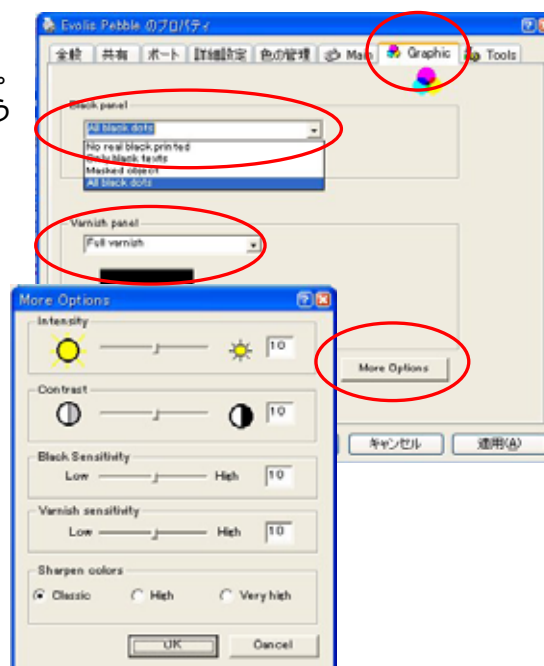 。
う
Evolis Pebble のプロパティ
全般 共有 ポート 詳細設定 色の管理 Main Graphic Tools
Black panel
All black dots
No real black printed
Only black texts
Masked object
All black dots
Varnish panel
Full varnish
More Options
キャンセル 適用(A)
More Options
Intensity
10
Contrast
10
Black Sensitivity
Low High 10
Varnish sensitivity
Low High 10
Sharpen colors
Classic High Very high
OK Cancel